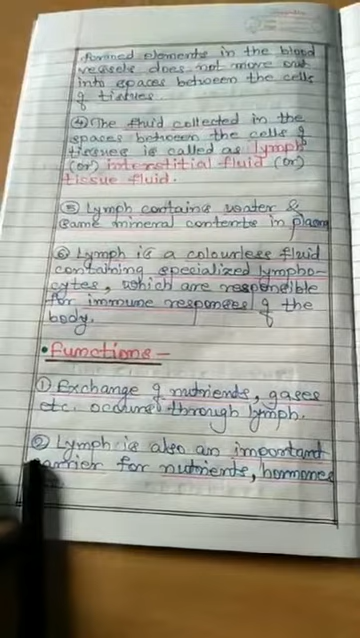 formed elements in the blood
vessels does not move out
into spaces between the cells
of tissues.
④ The fluid collected in the
spaces between the cells of
tissues is called as lymph
(or) interstitial fluid (or)
tissue fluid.
⑤ Lymph contains water &
same mineral contents in plasma
⑥ Lymph is a colourless fluid
containing specialized lympho-
cytes, which are responsible
for immune responses of the
body.
• Functions -
① Exchange of nutrients, gases
etc. occurs through lymph.
② Lymph is also an important
carrier for nutrients, hormones